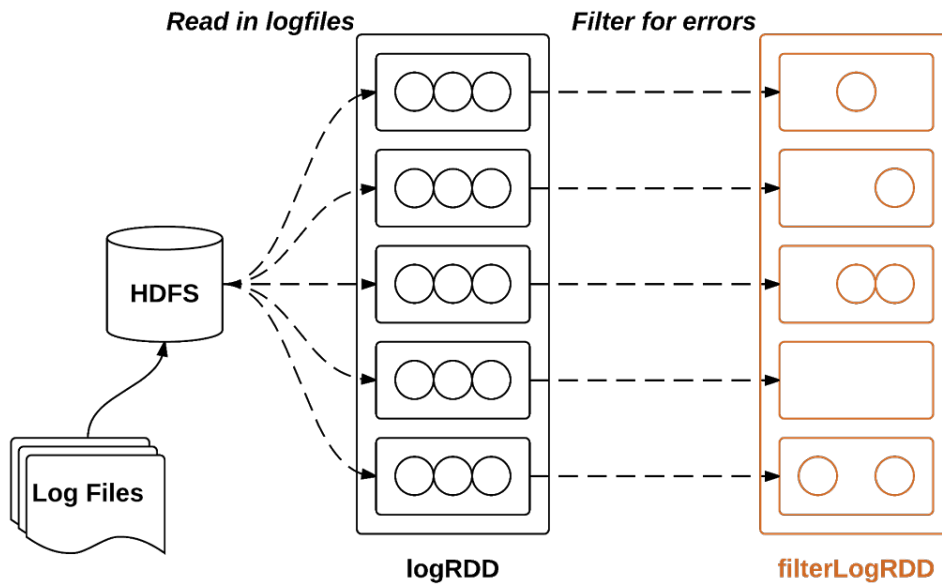 Read in logfiles
Filter for errors
HDFS
Log Files
logRDD
filterLogRDD